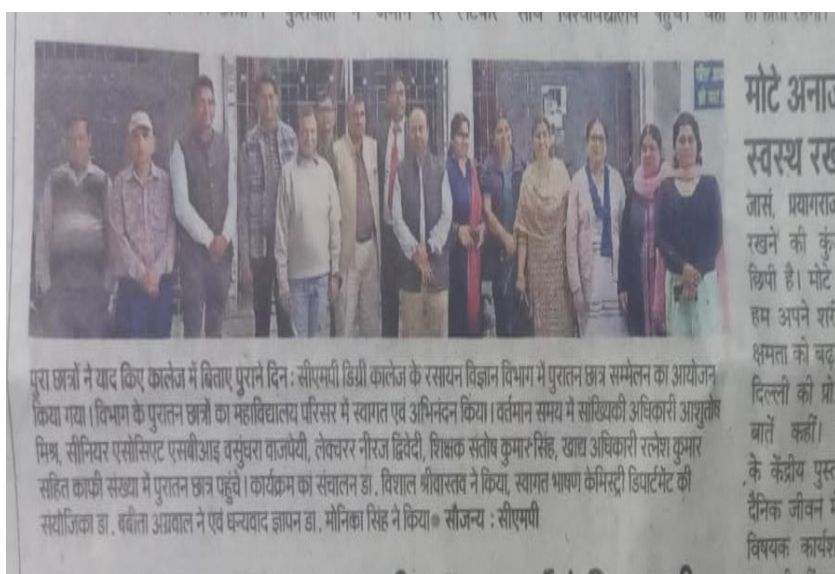 पुरा छात्रों ने याद किए कालेज में बिताए पुराने दिन : सीएमपी डिग्री कालेज के रसायन विज्ञान विभाग में पुरातन छात्र सम्मेलन का आयोजन
किया गया। विभाग के पुरातन छात्रों का महाविद्यालय परिसर में स्वागत एवं अभिनंदन किया। वर्तमान समय में सांख्यिकी अधिकारी आशुतोष
मिश्र, सीनियर एसोसिएट एसबीआइ वसुंधरा वाजपेयी, लेक्चरर नीरज द्विवेदी, शिक्षक संतोष कुमार सिंह, खाद्य अधिकारी रत्नेश कुमार
सहित काफी संख्या में पुरातन छात्र पहुंचे। कार्यक्रम का संचालन डा. विशाल श्रीवास्तव ने किया, स्वागत भाषण केमिस्ट्री डिपार्टमेंट की
संयोजिका डा. बबीता अग्रवाल ने एवं धन्यवाद ज्ञापन डा. मोनिका सिंह ने किया● सौजन्य : सीएमपी
मोटे अनाज
स्वस्थ रख
जासं, प्रयागराज
रखने की
छिपी है। मोटे
हम अपने
क्षमता को बढ़
दिल्ली की
बातें कहीं।
के केंद्रीय
दैनिक जीवन में
विषयक कार्यश